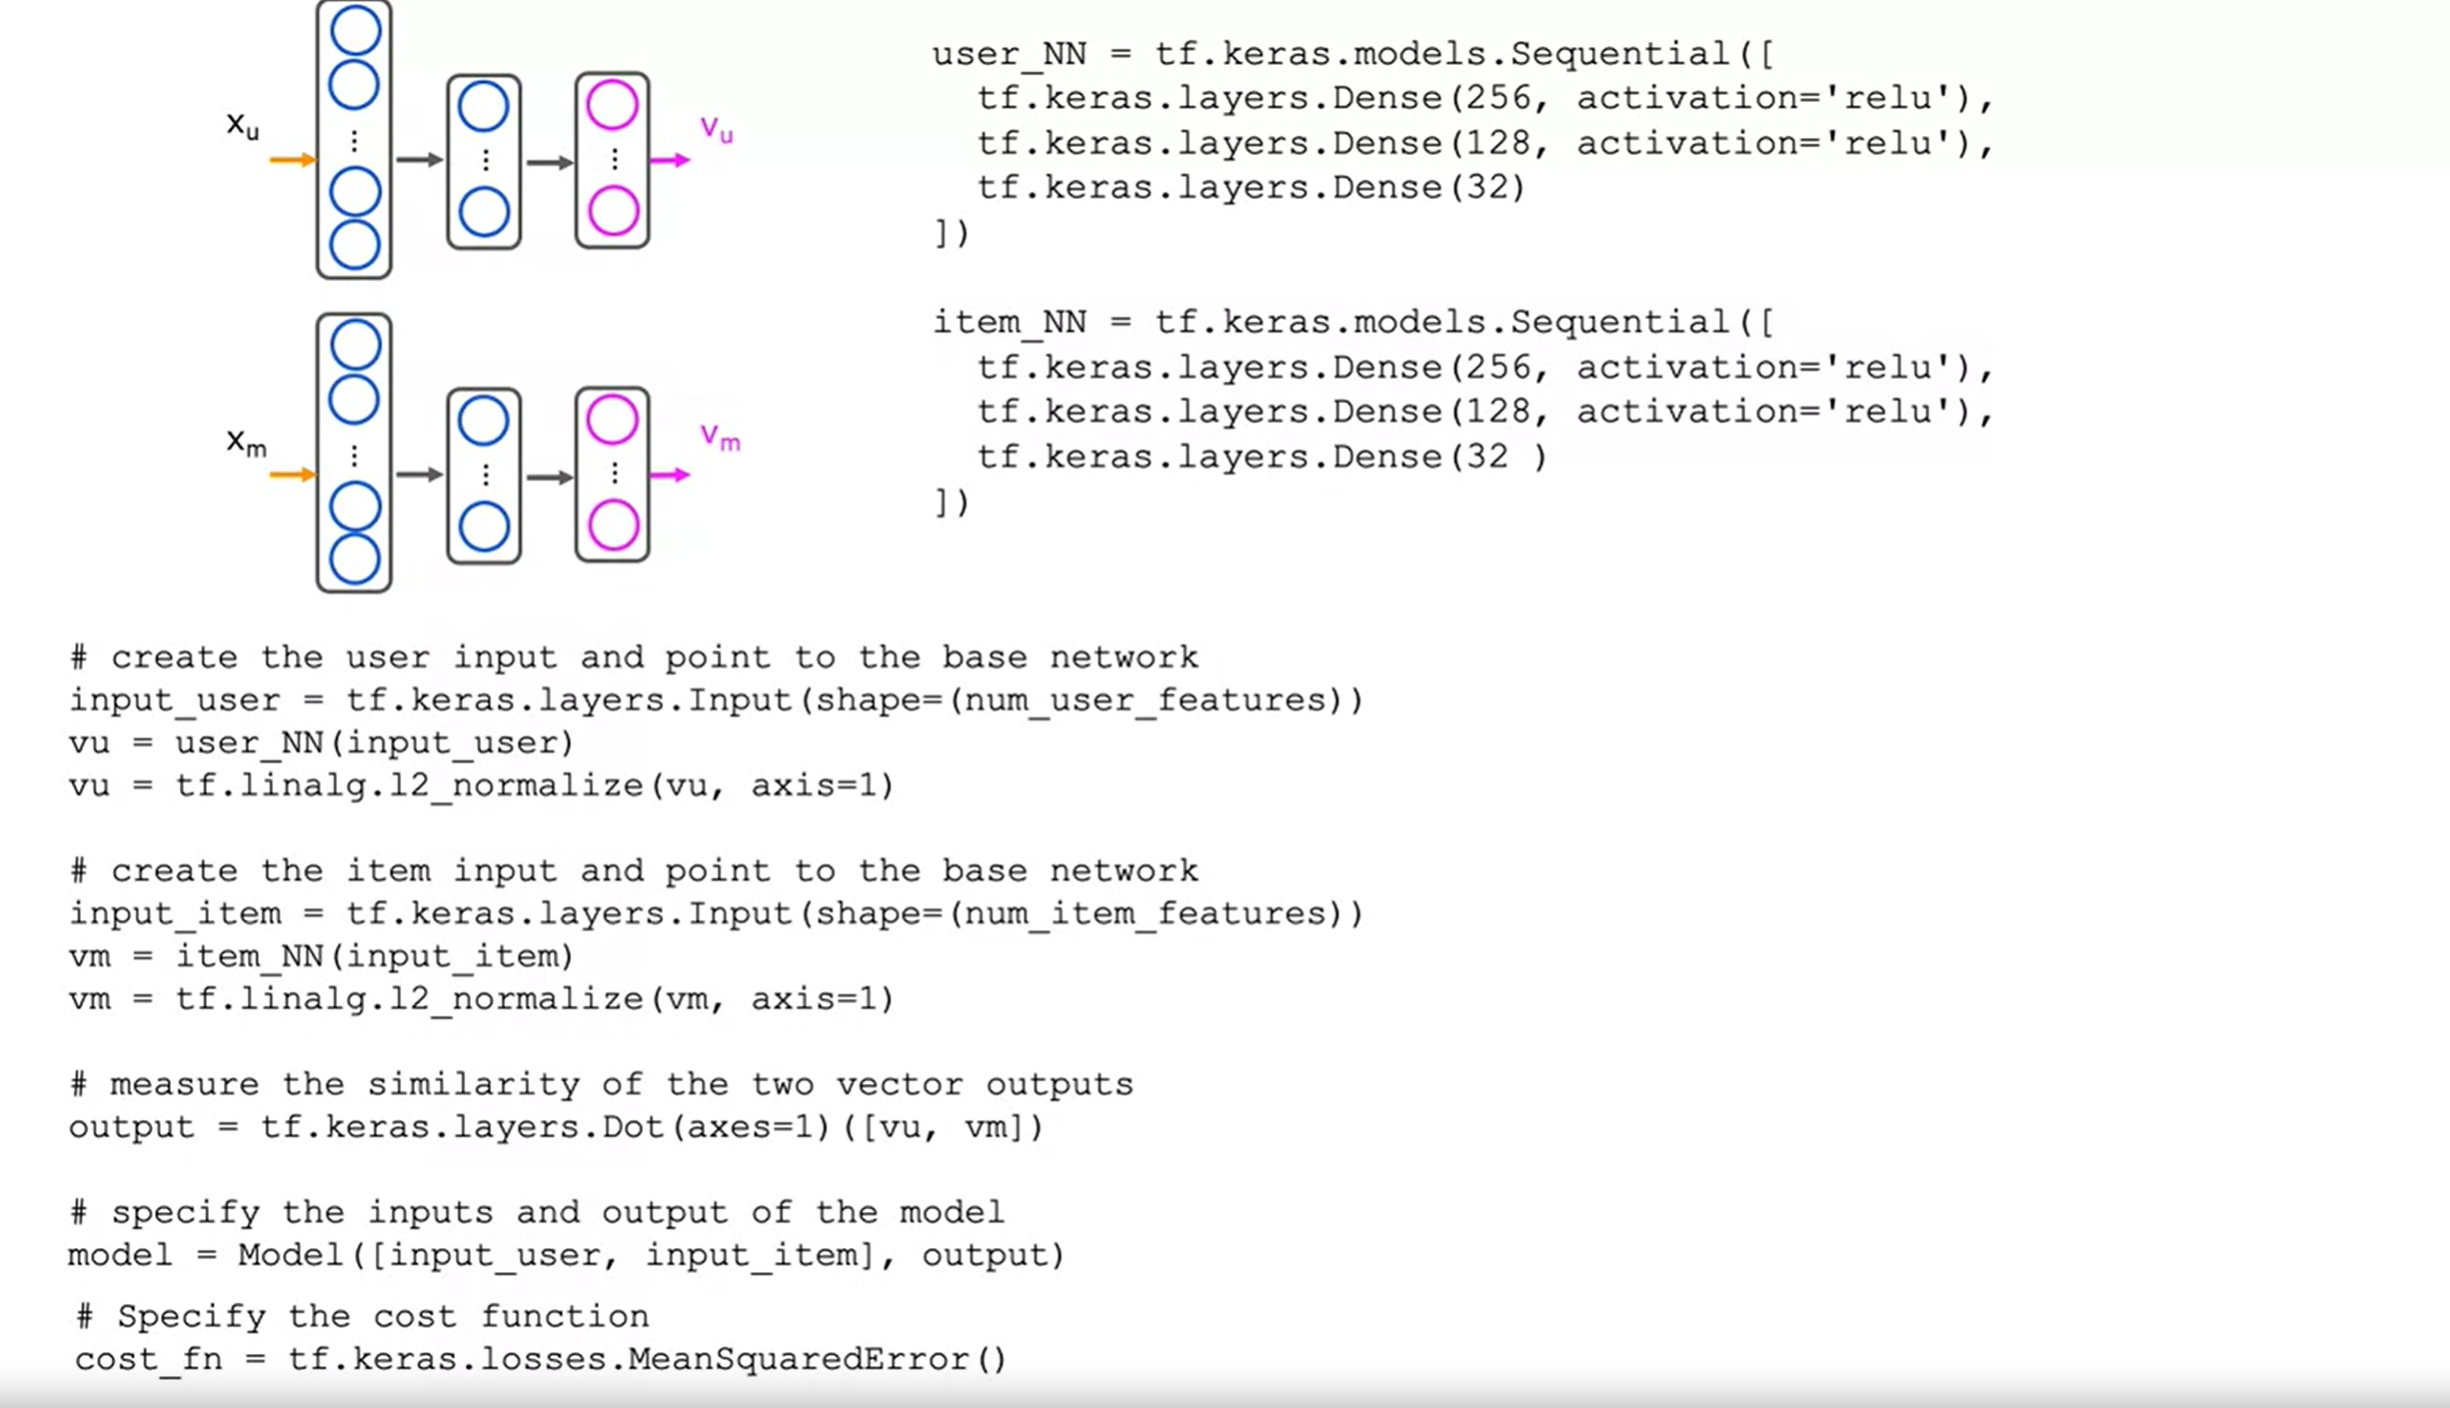 x_u
v_u
x_m
v_m
user_NN = tf.keras.models.Sequential([
  tf.keras.layers.Dense(256, activation='relu'),
  tf.keras.layers.Dense(128, activation='relu'),
  tf.keras.layers.Dense(32)
])
item_NN = tf.keras.models.Sequential([
  tf.keras.layers.Dense(256, activation='relu'),
  tf.keras.layers.Dense(128, activation='relu'),
  tf.keras.layers.Dense(32 )
])
# create the user input and point to the base network
input_user = tf.keras.layers.Input(shape=(num_user_features))
vu = user_NN(input_user)
vu = tf.linalg.l2_normalize(vu, axis=1)
# create the item input and point to the base network
input_item = tf.keras.layers.Input(shape=(num_item_features))
vm = item_NN(input_item)
vm = tf.linalg.l2_normalize(vm, axis=1)
# measure the similarity of the two vector outputs
output = tf.keras.layers.Dot(axes=1)([vu, vm])
# specify the inputs and output of the model
model = Model([input_user, input_item], output)
# Specify the cost function
cost_fn = tf.keras.losses.MeanSquaredError()